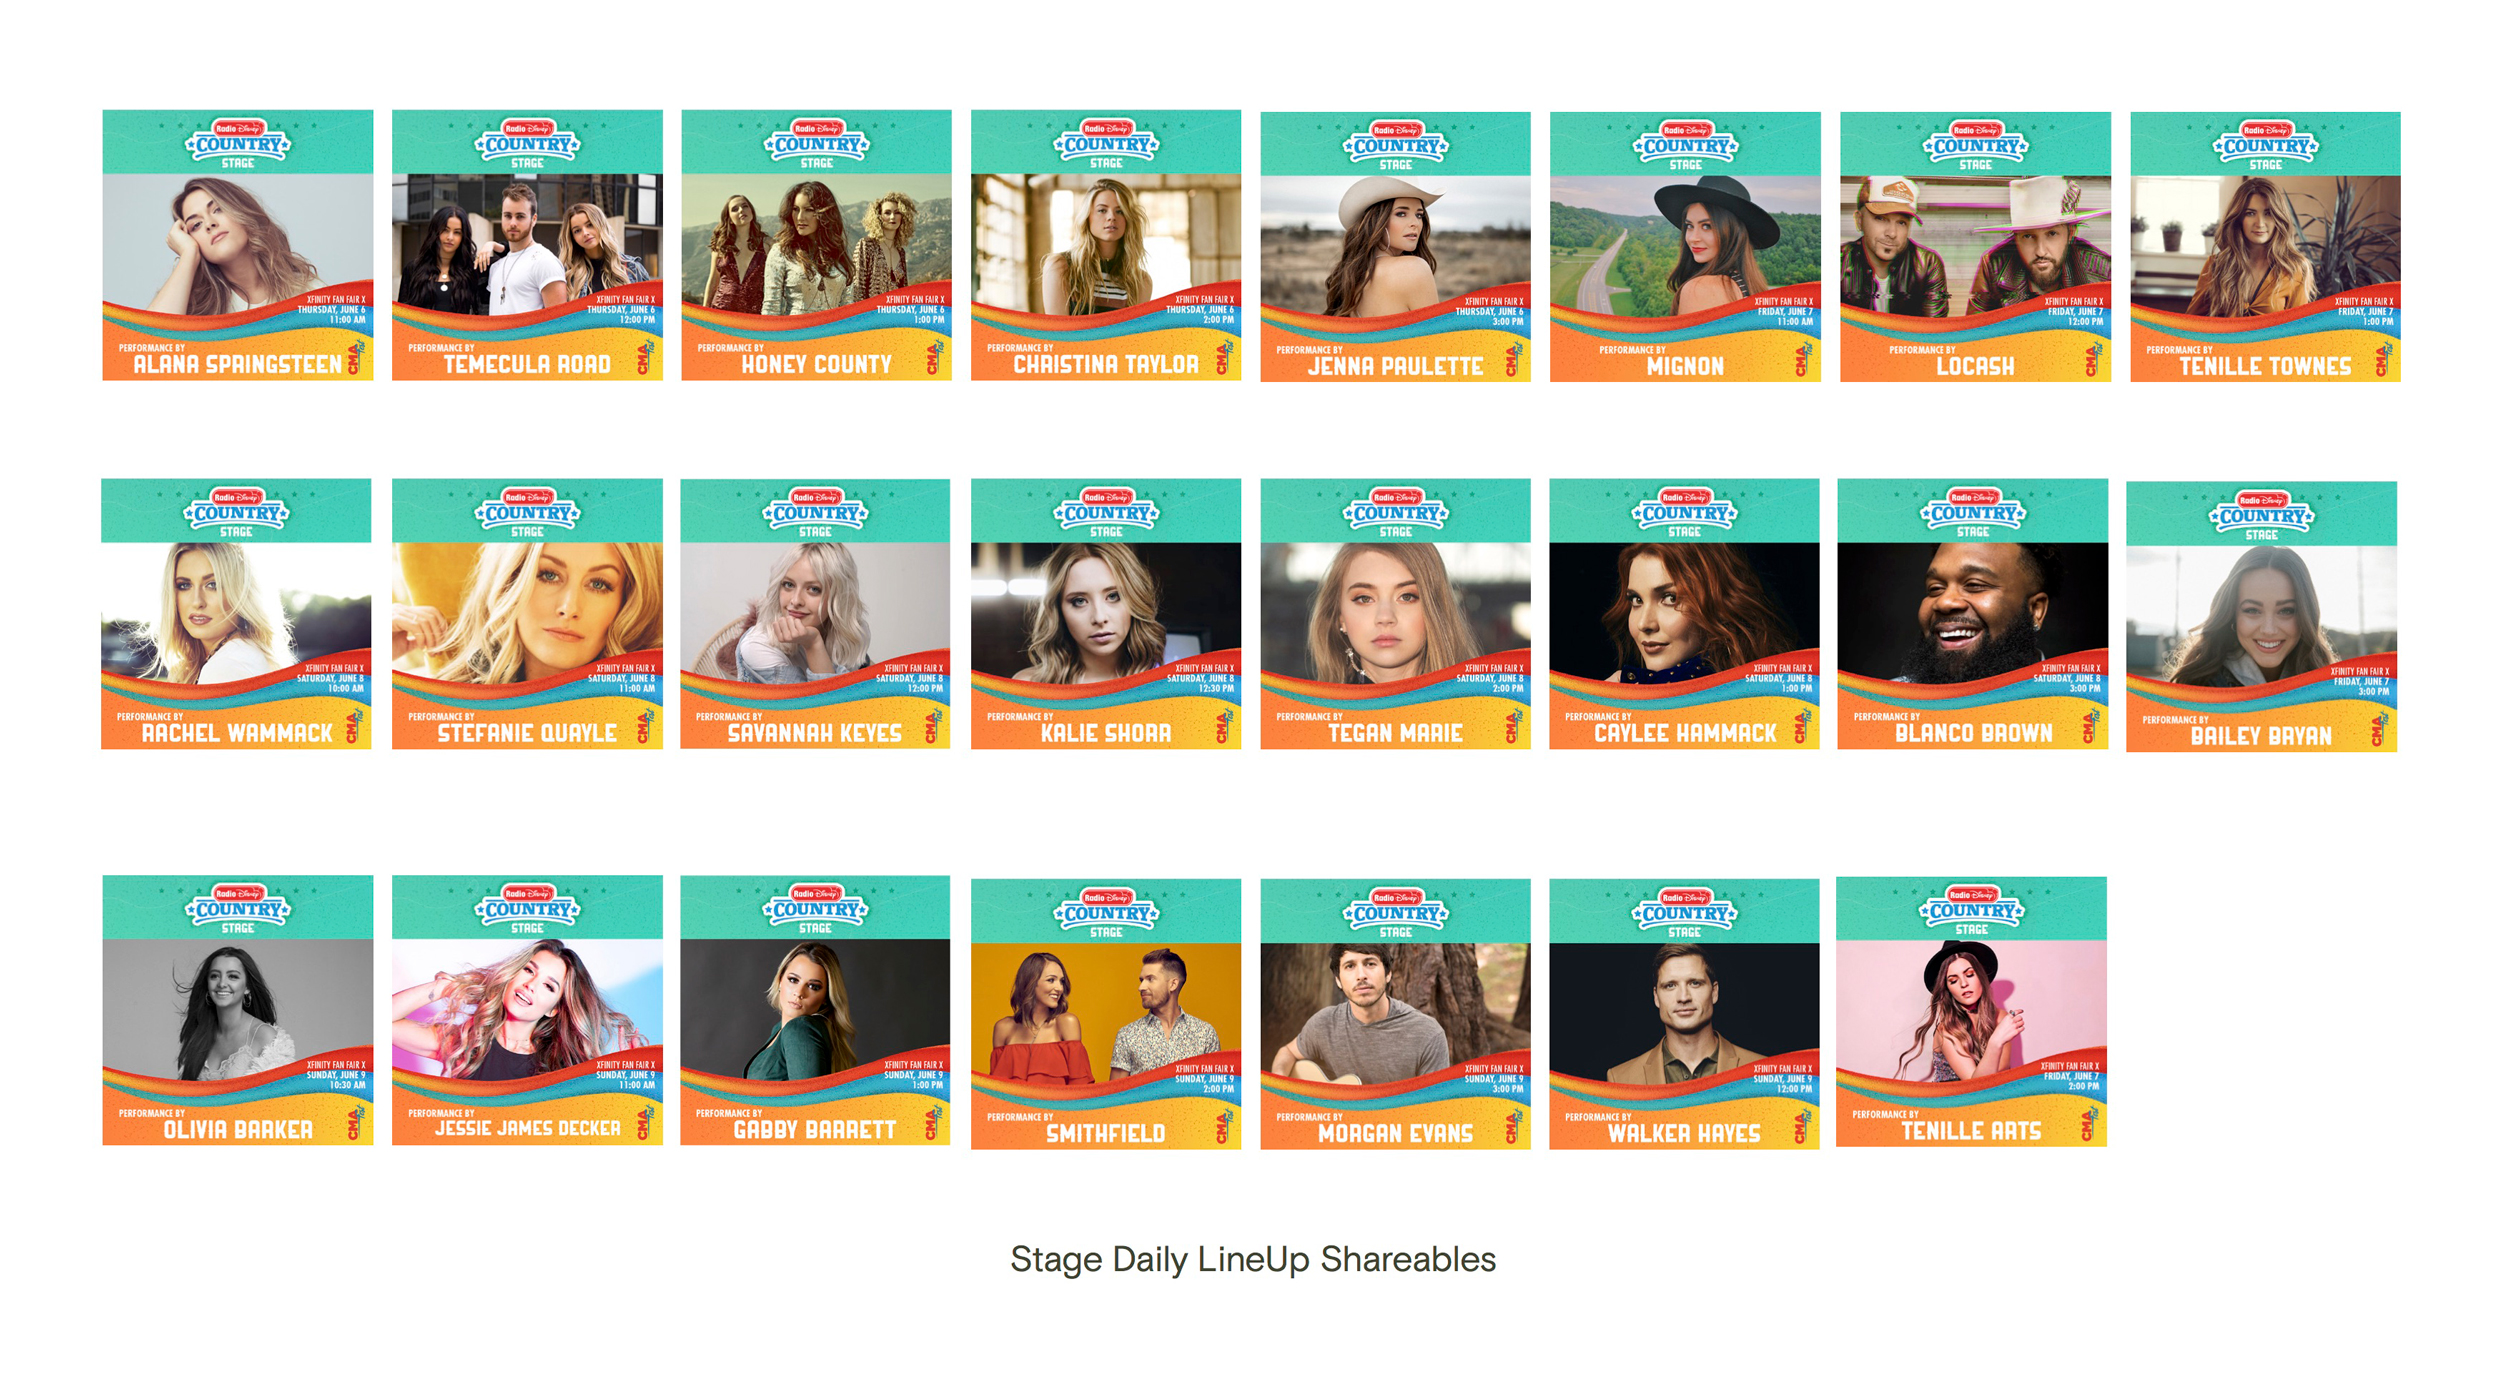 Radio Disney
COUNTRY
STAGE
XFINITY FAN FAIR X
THURSDAY, JUNE 6
11:00 AM
PERFORMANCE BY
ALANA SPRINGSTEEN
CMA fest
Radio Disney
COUNTRY
STAGE
XFINITY FAN FAIR X
THURSDAY, JUNE 6
12:00 PM
PERFORMANCE BY
TEMECULA ROAD
CMA fest
Radio Disney
COUNTRY
STAGE
XFINITY FAN FAIR X
THURSDAY, JUNE 6
1:00 PM
PERFORMANCE BY
HONEY COUNTY
CMA fest
Radio Disney
COUNTRY
STAGE
XFINITY FAN FAIR X
THURSDAY, JUNE 6
2:00 PM
PERFORMANCE BY
CHRISTINA TAYLOR
CMA fest
Radio Disney
COUNTRY
STAGE
XFINITY FAN FAIR X
THURSDAY, JUNE 6
3:00 PM
PERFORMANCE BY
JENNA PAULETTE
CMA fest
Radio Disney
COUNTRY
STAGE
XFINITY FAN FAIR X
FRIDAY, JUNE 7
11:00 AM
PERFORMANCE BY
MIGNON
CMA fest
Radio Disney
COUNTRY
STAGE
XFINITY FAN FAIR X
FRIDAY, JUNE 7
12:00 PM
PERFORMANCE BY
LOCASH
CMA fest
Radio Disney
COUNTRY
STAGE
XFINITY FAN FAIR X
FRIDAY, JUNE 7
1:00 PM
PERFORMANCE BY
TENILLE TOWNES
CMA fest
Radio Disney
COUNTRY
STAGE
XFINITY FAN FAIR X
SATURDAY, JUNE 8
10:00 AM
PERFORMANCE BY
RACHEL WAMMACK
CMA fest
Radio Disney
COUNTRY
STAGE
XFINITY FAN FAIR X
SATURDAY, JUNE 8
11:00 AM
PERFORMANCE BY
STEFANIE QUAYLE
CMA fest
Radio Disney
COUNTRY
STAGE
XFINITY FAN FAIR X
SATURDAY, JUNE 8
12:00 PM
PERFORMANCE BY
SAVANNAH KEYES
CMA fest
Radio Disney
COUNTRY
STAGE
XFINITY FAN FAIR X
SATURDAY, JUNE 8
12:30 PM
PERFORMANCE BY
KALIE SHORR
CMA fest
Radio Disney
COUNTRY
STAGE
XFINITY FAN FAIR X
SATURDAY, JUNE 8
2:00 PM
PERFORMANCE BY
TEGAN MARIE
CMA fest
Radio Disney
COUNTRY
STAGE
XFINITY FAN FAIR X
SATURDAY, JUNE 8
1:00 PM
PERFORMANCE BY
CAYLEE HAMMACK
CMA fest
Radio Disney
COUNTRY
STAGE
XFINITY FAN FAIR X
SATURDAY, JUNE 8
3:00 PM
PERFORMANCE BY
BLANCO BROWN
CMA fest
Radio Disney
COUNTRY
STAGE
XFINITY FAN FAIR X
FRIDAY, JUNE 7
3:00 PM
PERFORMANCE BY
BAILEY BRYAN
CMA fest
Radio Disney
COUNTRY
STAGE
XFINITY FAN FAIR X
SUNDAY, JUNE 9
10:30 AM
PERFORMANCE BY
OLIVIA BARKER
CMA fest
Radio Disney
COUNTRY
STAGE
XFINITY FAN FAIR X
SUNDAY, JUNE 9
11:00 AM
PERFORMANCE BY
JESSIE JAMES DECKER
CMA fest
Radio Disney
COUNTRY
STAGE
XFINITY FAN FAIR X
SUNDAY, JUNE 9
1:00 PM
PERFORMANCE BY
GABBY BARRETT
CMA fest
Radio Disney
COUNTRY
STAGE
XFINITY FAN FAIR X
SUNDAY, JUNE 9
2:00 PM
PERFORMANCE BY
SMITHFIELD
CMA fest
Radio Disney
COUNTRY
STAGE
XFINITY FAN FAIR X
SUNDAY, JUNE 9
3:00 PM
PERFORMANCE BY
MORGAN EVANS
CMA fest
Radio Disney
COUNTRY
STAGE
XFINITY FAN FAIR X
SUNDAY, JUNE 9
12:00 PM
PERFORMANCE BY
WALKER HAYES
CMA fest
Radio Disney
COUNTRY
STAGE
XFINITY FAN FAIR X
FRIDAY, JUNE 7
2:00 PM
PERFORMANCE BY
TENILLE ARTS
CMA fest
Stage Daily LineUp Shareables